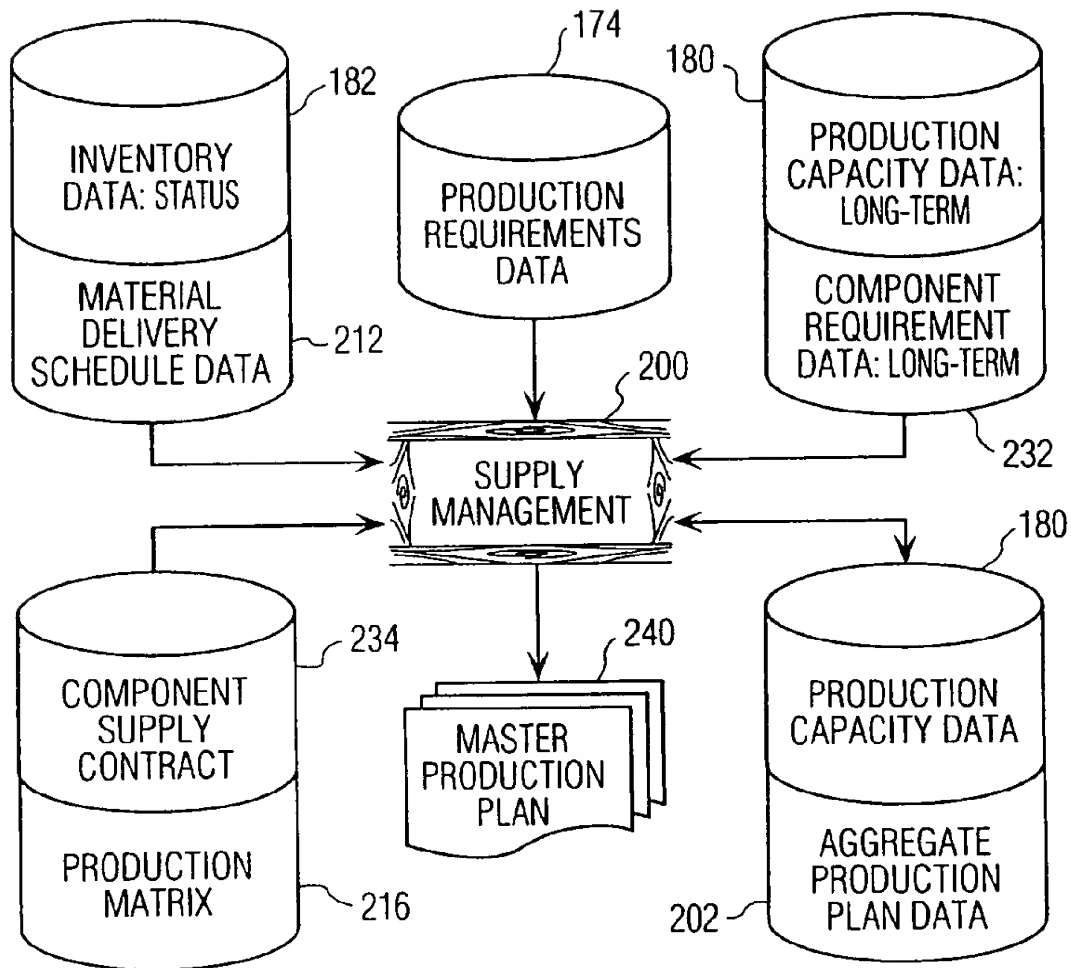 174
182
INVENTORY
DATA: STATUS
MATERIAL
DELIVERY
SCHEDULE DATA
212
PRODUCTION
REQUIREMENTS
DATA
180
PRODUCTION
CAPACITY DATA:
LONG-TERM
COMPONENT
REQUIREMENT
DATA: LONG-TERM
232
200
SUPPLY
MANAGEMENT
234
COMPONENT
SUPPLY
CONTRACT
PRODUCTION
MATRIX
216
240
MASTER
PRODUCTION
PLAN
180
PRODUCTION
CAPACITY DATA
AGGREGATE
PRODUCTION
PLAN DATA
202